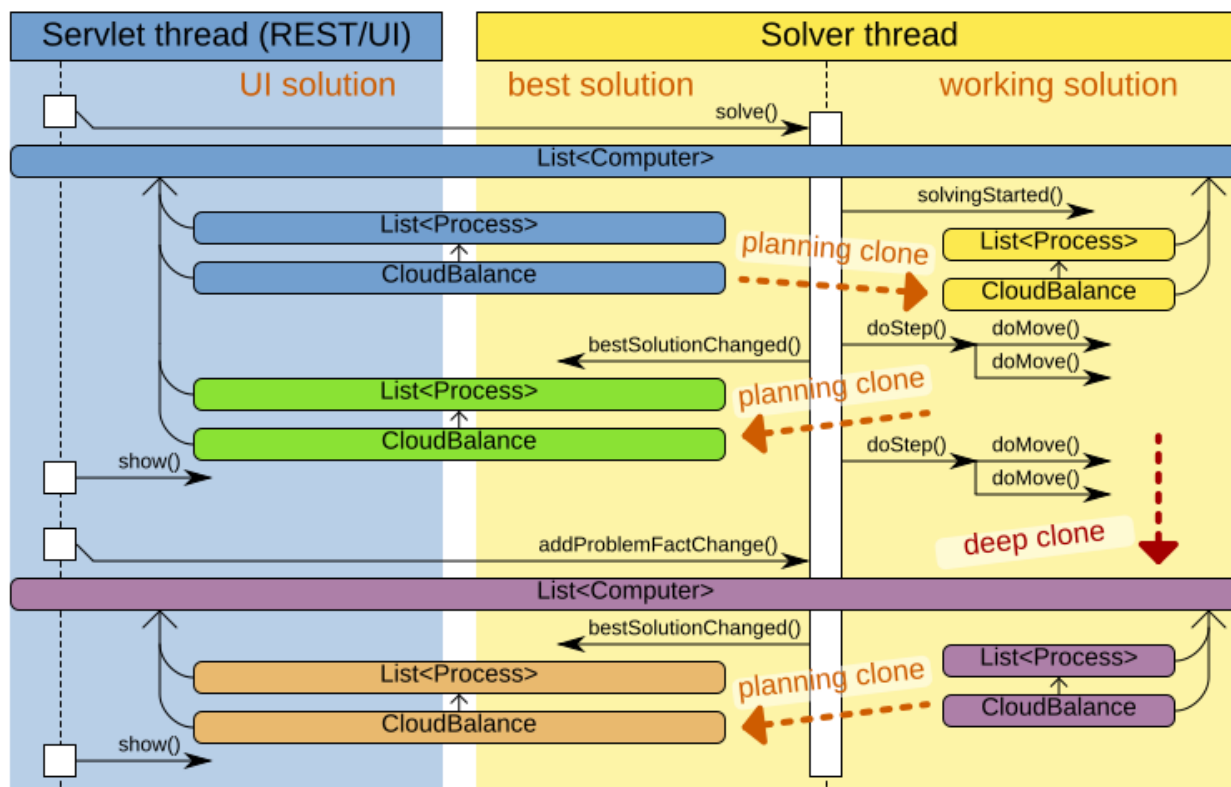 Servlet thread (REST/UI)
Solver thread
UI solution
best solution
working solution
solve()
List<Computer>
solvingStarted()
List<Process>
CloudBalance
planning clone
List<Process>
CloudBalance
bestSolutionChanged()
doStep()
doMove()
doMove()
List<Process>
CloudBalance
planning clone
show()
doStep()
doMove()
doMove()
deep clone
addProblemFactChange()
List<Computer>
bestSolutionChanged()
List<Process>
CloudBalance
planning clone
List<Process>
CloudBalance
show()